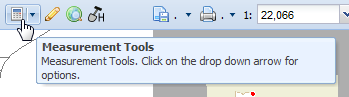 1: 22,066
Measurement Tools
Measurement Tools. Click on the drop down arrow for
options.